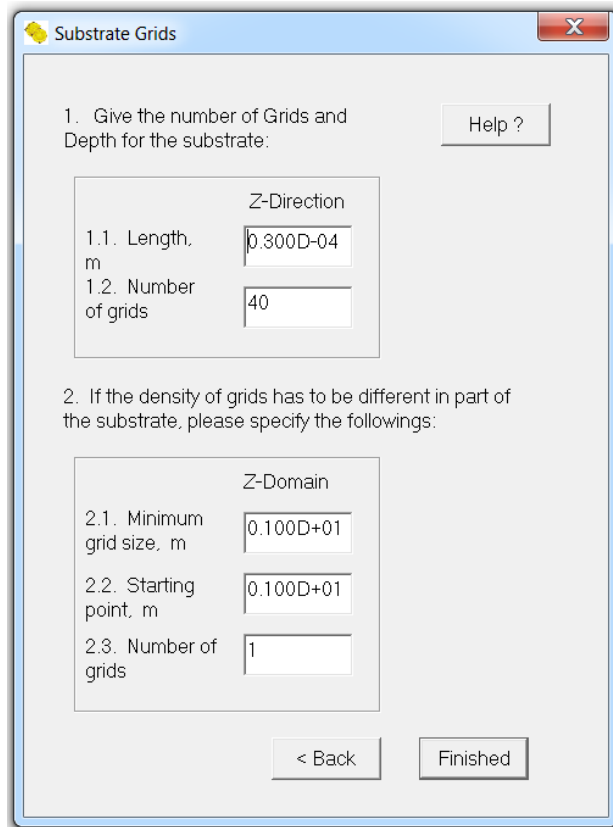 Substrate Grids
1. Give the number of Grids and
Depth for the substrate:
Help ?
Z-Direction
1.1. Length,
m
0.300D-04
1.2. Number
of grids
40
2. If the density of grids has to be different in part of
the substrate, please specify the followings:
Z-Domain
2.1. Minimum
grid size, m
0.100D+01
2.2. Starting
point, m
0.100D+01
2.3. Number of
grids
1
< Back
Finished